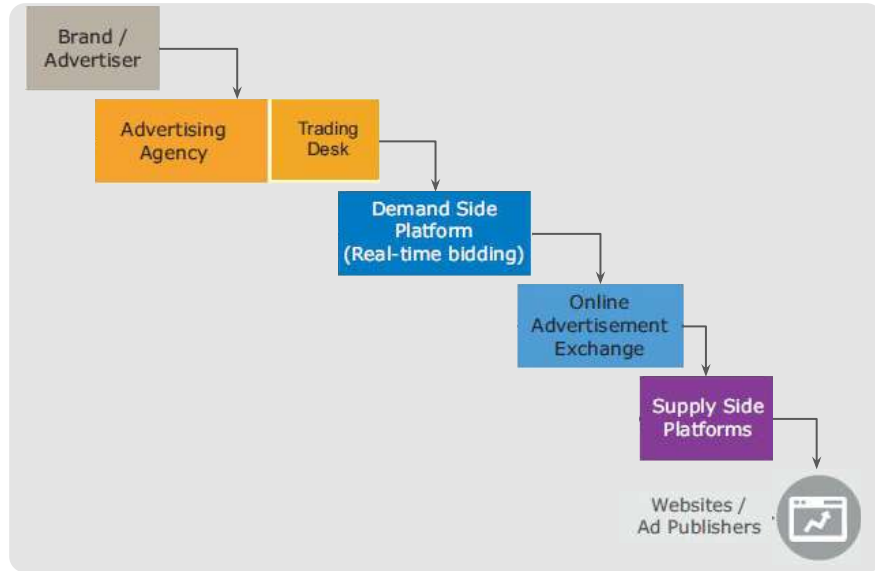 Brand /
Advertiser
Advertising
Agency
Trading
Desk
Demand Side
Platform
(Real-time bidding)
Online
Advertisement
Exchange
Supply Side
Platforms
Websites /
Ad Publishers